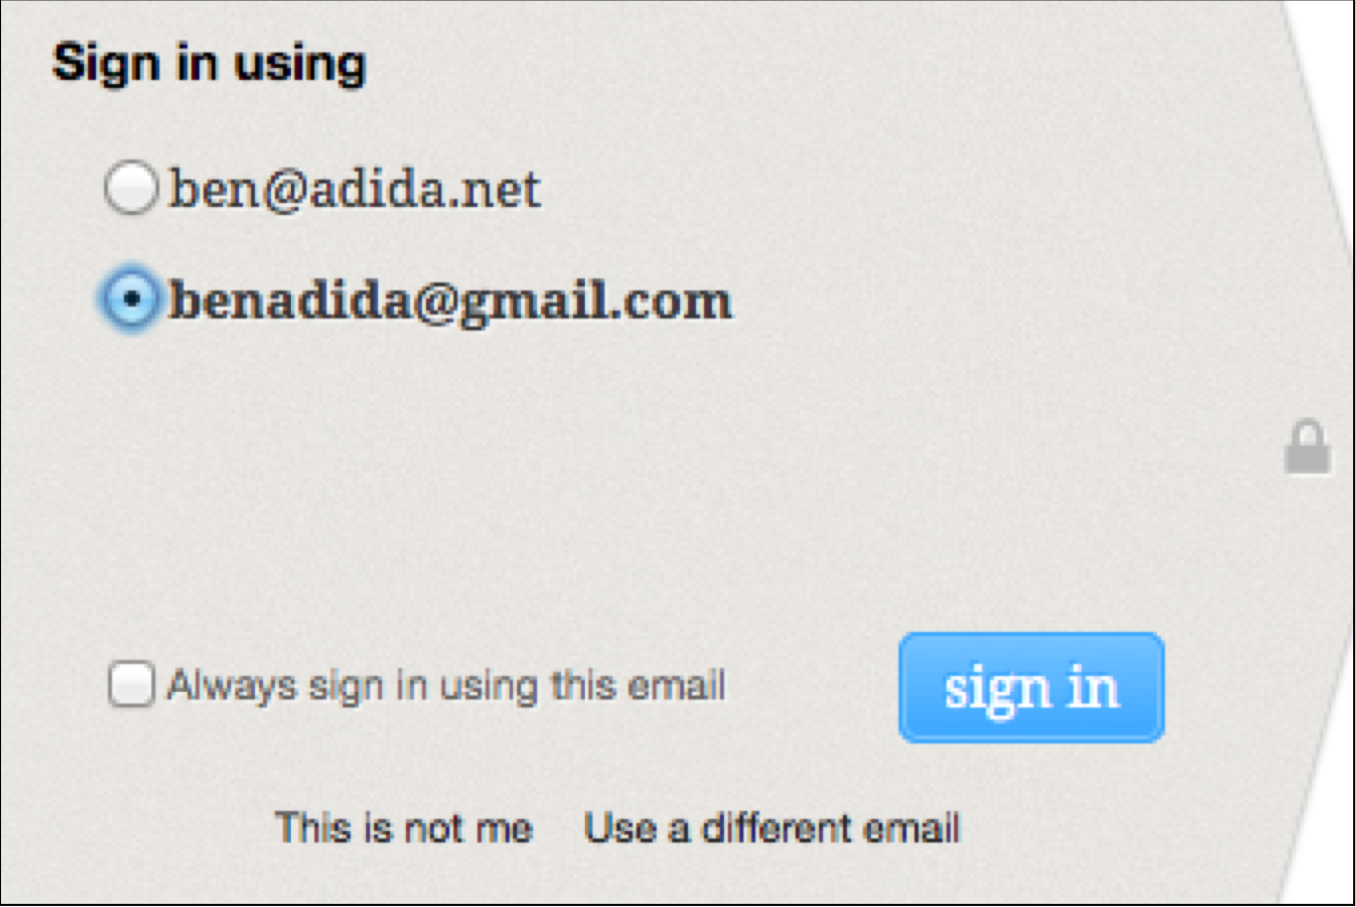 Sign in using
ben@adida.net
benadida@gmail.com
Always sign in using this email
sign in
This is not me
Use a different email